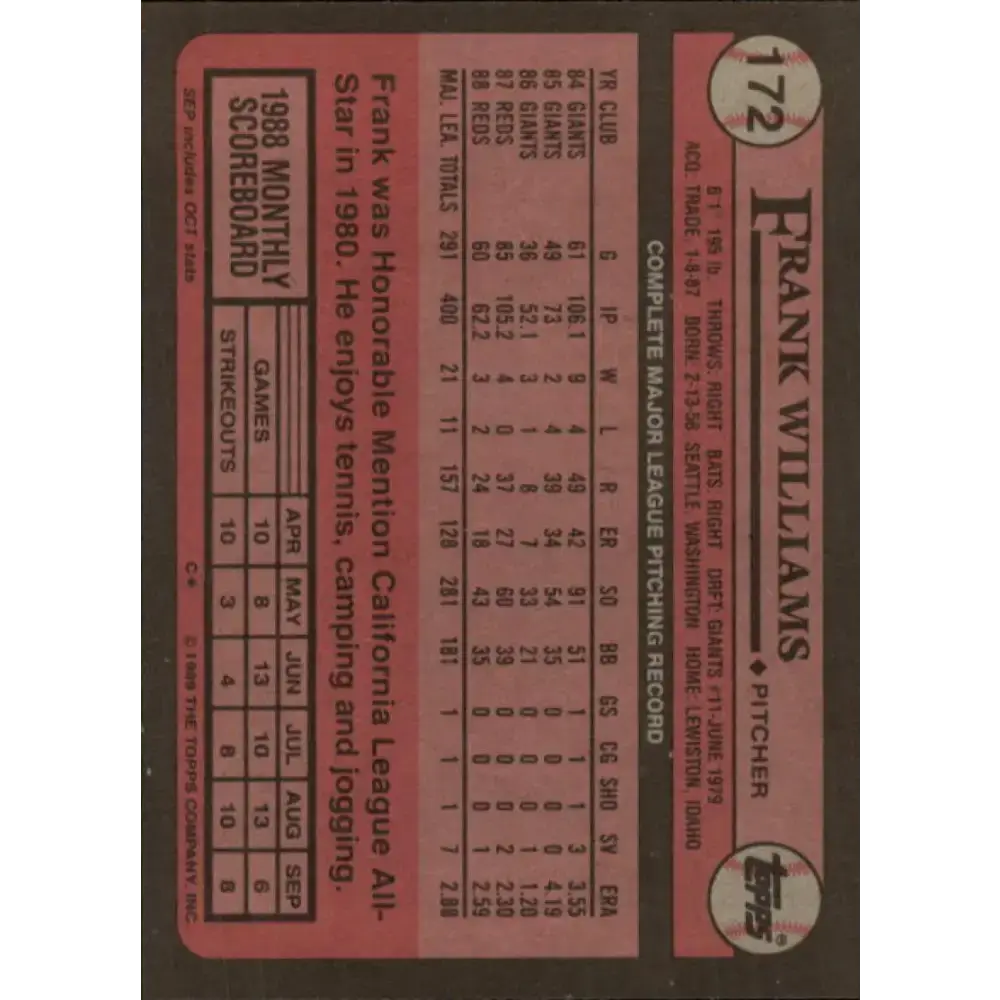 172
FRANK WILLIAMS ◆ PITCHER
topps®
6'1" 195 lb. THROWS: RIGHT BATS: RIGHT DRFT: GIANTS #11-JUNE 1979
ACQ: TRADE, 1-8-87 BORN: 2-13-58 SEATTLE, WASHINGTON HOME: LEWISTON, IDAHO
COMPLETE MAJOR LEAGUE PITCHING RECORD
YR CLUB G IP W L R ER SO BB GS CG SHO SV ERA
84 GIANTS 61 106.1 9 4 49 42 91 51 1 1 1 3 3.55
85 GIANTS 49 73 2 4 39 34 54 35 0 0 0 0 4.19
86 GIANTS 36 52.1 3 1 8 7 33 21 0 0 0 1 1.20
87 REDS 85 105.2 4 0 37 27 60 39 0 0 0 2 2.30
88 REDS 60 62.2 3 2 24 18 43 35 0 0 0 1 2.59
MAJ. LEA. TOTALS 291 400 21 11 157 128 281 181 1 1 1 7 2.88
Frank was Honorable Mention California League All-
Star in 1980. He enjoys tennis, camping and jogging.
1988 MONTHLY
SCOREBOARD
APR MAY JUN JUL AUG SEP
GAMES 10 8 13 10 13 6
STRIKEOUTS 10 3 4 8 10 8
SEP includes OCT stats C* © 1989 THE TOPPS COMPANY, INC.